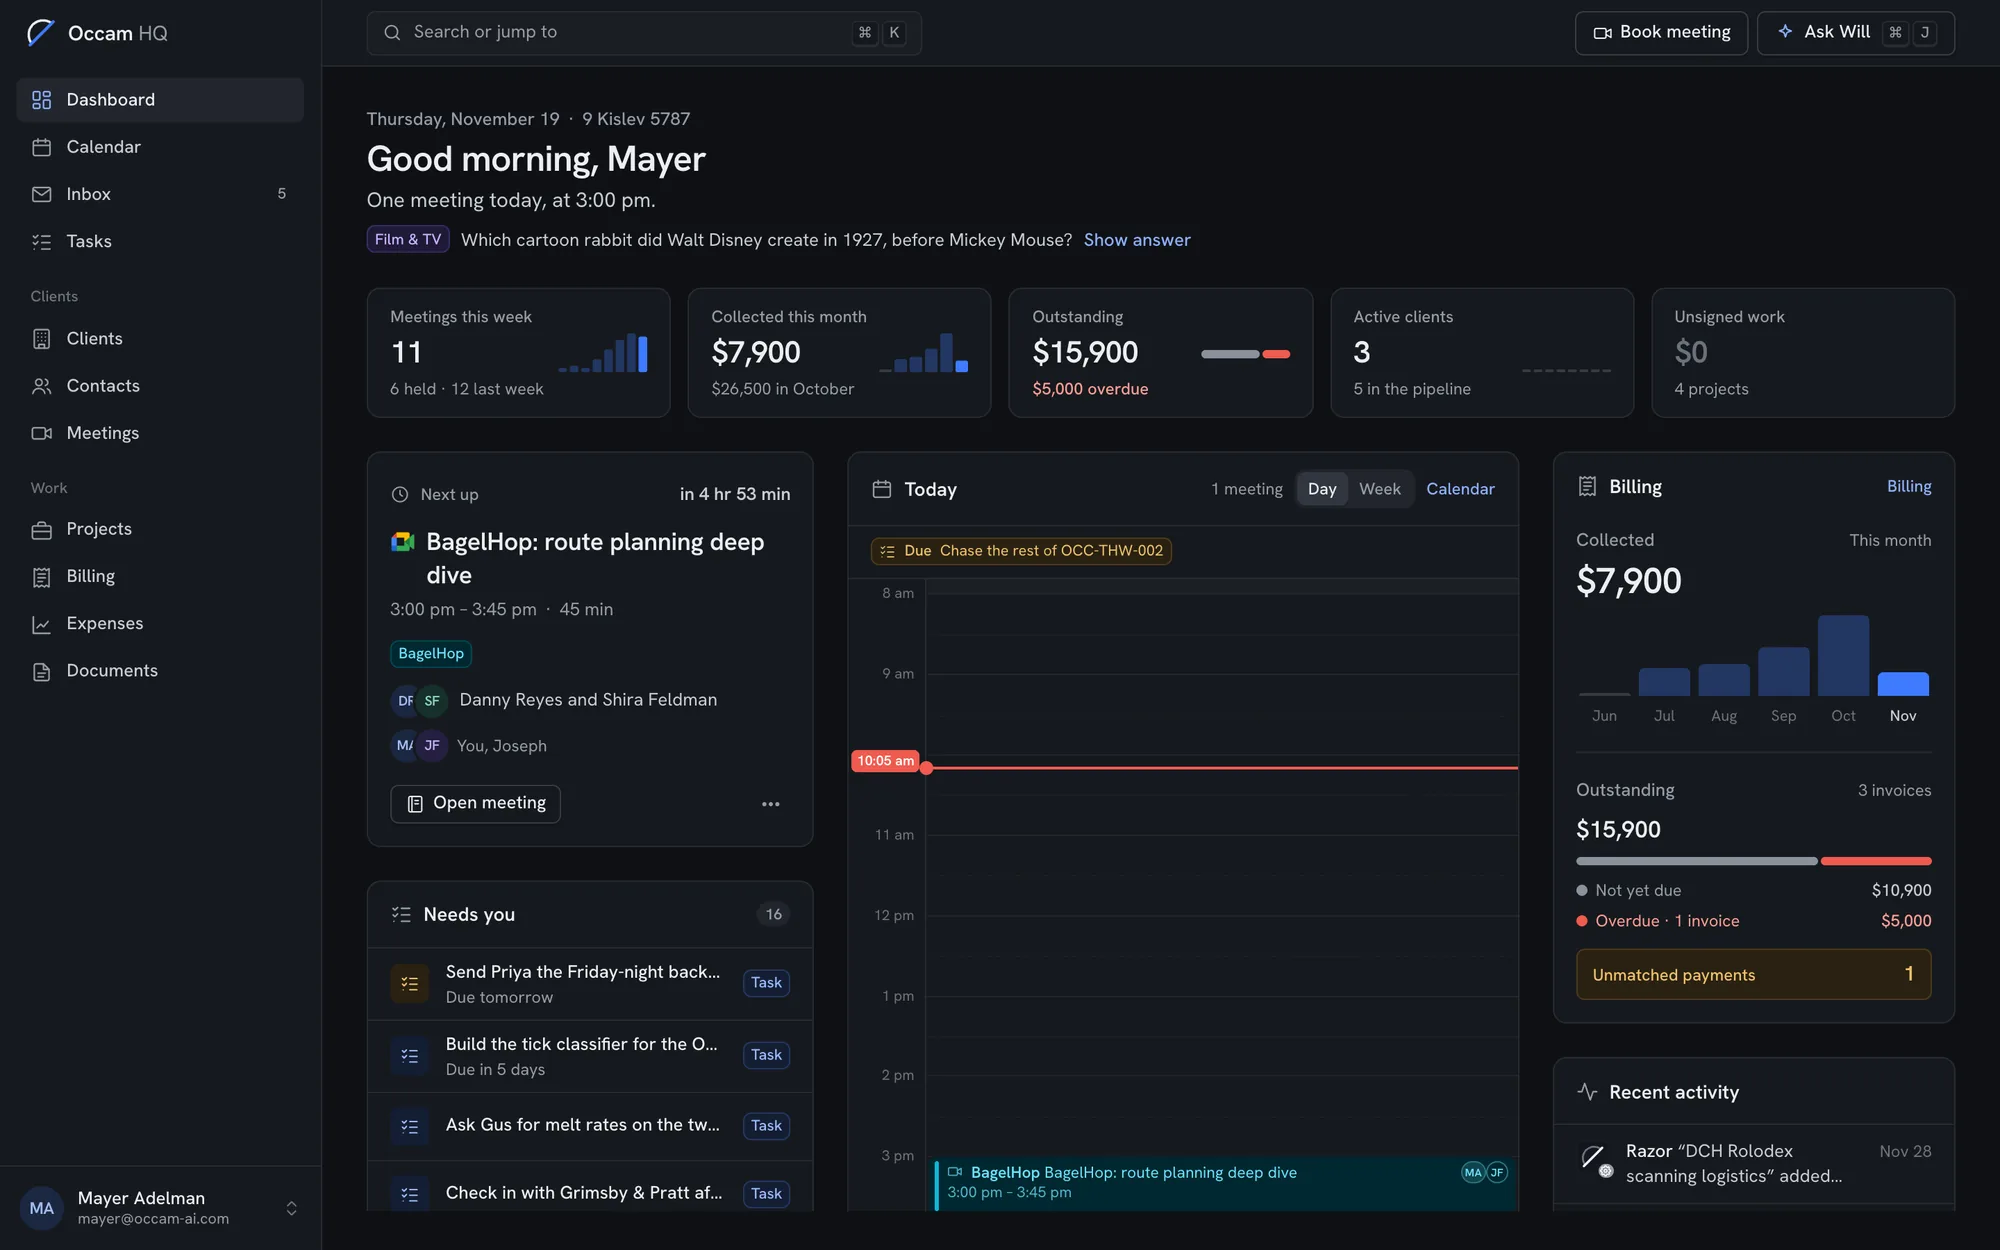 Occam HQ
Search or jump to
⌘ K
Book meeting
Ask Will ⌘ J
Dashboard
Calendar
Inbox 5
Tasks
Clients
Clients
Contacts
Meetings
Work
Projects
Billing
Expenses
Documents
MA
Mayer Adelman
mayer@occam-ai.com
Thursday, November 19 · 9 Kislev 5787
Good morning, Mayer
One meeting today, at 3:00 pm.
Film & TV Which cartoon rabbit did Walt Disney create in 1927, before Mickey Mouse? Show answer
Meetings this week
11
6 held · 12 last week
Collected this month
$7,900
$26,500 in October
Outstanding
$15,900
$5,000 overdue
Active clients
3
5 in the pipeline
Unsigned work
$0
4 projects
Next up in 4 hr 53 min
BagelHop: route planning deep
dive
3:00 pm – 3:45 pm · 45 min
BagelHop
DR SF Danny Reyes and Shira Feldman
MA JF You, Joseph
Open meeting
Needs you 16
Send Priya the Friday-night back...
Due tomorrow
Task
Build the tick classifier for the O...
Due in 5 days
Task
Ask Gus for melt rates on the tw...
Task
Check in with Grimsby & Pratt af...
Task
Today 1 meeting Day Week Calendar
Due Chase the rest of OCC-THW-002
8 am
9 am
10:05 am
11 am
12 pm
1 pm
2 pm
3 pm
BagelHop BagelHop: route planning deep dive
3:00 pm – 3:45 pm
MA JF
Billing Billing
Collected This month
$7,900
Jun Jul Aug Sep Oct Nov
Outstanding 3 invoices
$15,900
Not yet due $10,900
Overdue · 1 invoice $5,000
Unmatched payments 1
Recent activity
Razor “DCH Rolodex Nov 28
scanning logistics” added...